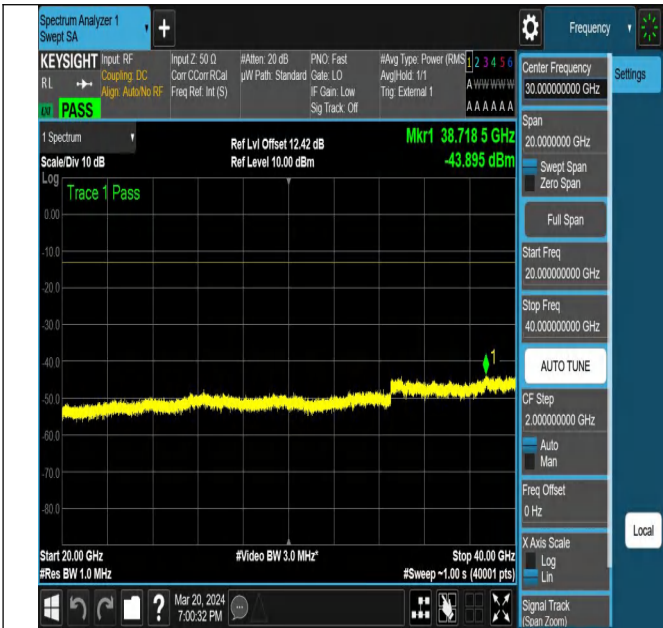 Spectrum Analyzer 1
Swept SA
+
Frequency
KEYSIGHT
RL
PASS
Input: RF
Coupling: DC
Align: Auto/No RF
Input Z: 50 Ω
Corr CCorr RCal
Freq Ref: Int (S)
#Atten: 20 dB
µW Path: Standard
PNO: Fast
Gate: LO
IF Gain: Low
Sig Track: Off
#Avg Type: Power (RMS
Avg|Hold: 1/1
Trig: External 1
1 2 3 4 5 6
A W W W W W
A A A A A A
1 Spectrum
Scale/Div 10 dB
Ref Lvl Offset 12.42 dB
Ref Level 10.00 dBm
Mkr1 38.718 5 GHz
-43.895 dBm
Log
Trace 1 Pass
0.00
-10.0
-20.0
-30.0
-40.0
-50.0
-60.0
-70.0
-80.0
1
Start 20.00 GHz
#Res BW 1.0 MHz
#Video BW 3.0 MHz*
Stop 40.00 GHz
#Sweep ~1.00 s (40001 pts)
?
Mar 20, 2024
7:00:32 PM
Center Frequency
30.000000000 GHz
Settings
Span
20.0000000 GHz
Swept Span
Zero Span
Full Span
Start Freq
20.000000000 GHz
Stop Freq
40.000000000 GHz
AUTO TUNE
CF Step
2.000000000 GHz
Auto
Man
Freq Offset
0 Hz
X Axis Scale
Log
Lin
Local
Signal Track
(Span Zoom)